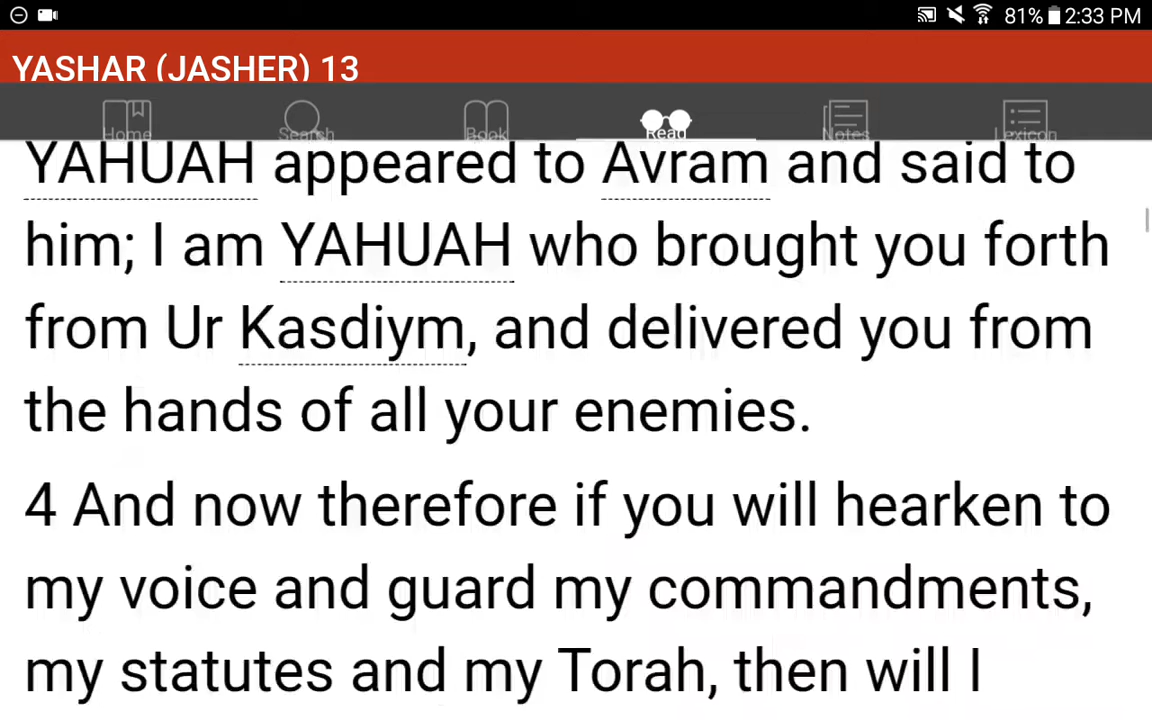 81% 2:33 PM
YASHAR (JASHER) 13
Home Search Book Read Notes Lexicon
YAHUAH appeared to Avram and said to
him; I am YAHUAH who brought you forth
from Ur Kasdiym, and delivered you from
the hands of all your enemies.
4 And now therefore if you will hearken to
my voice and guard my commandments,
my statutes and my Torah, then will I